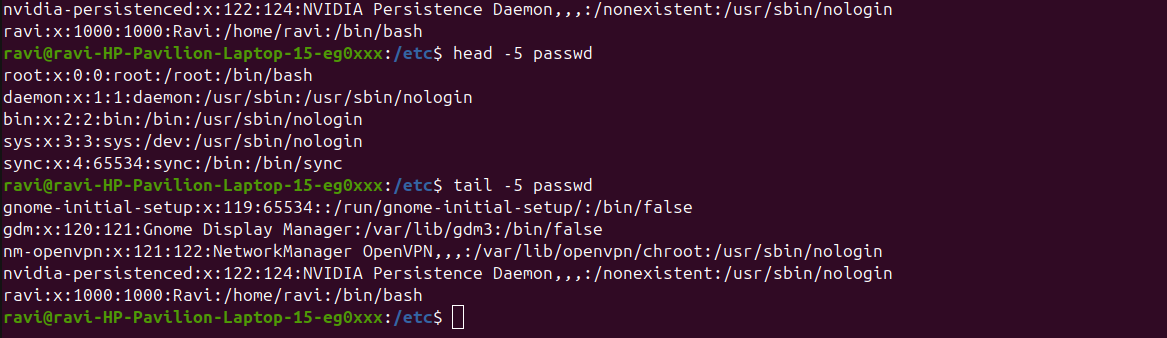 nvidia-persistenced:x:122:124:NVIDIA Persistence Daemon,,,:/nonexistent:/usr/sbin/nologin
ravi:x:1000:1000:Ravi:/home/ravi:/bin/bash
ravi@ravi-HP-Pavilion-Laptop-15-eg0xxx:/etc$ head -5 passwd
root:x:0:0:root:/root:/bin/bash
daemon:x:1:1:daemon:/usr/sbin:/usr/sbin/nologin
bin:x:2:2:bin:/bin:/usr/sbin/nologin
sys:x:3:3:sys:/dev:/usr/sbin/nologin
sync:x:4:65534:sync:/bin:/bin/sync
ravi@ravi-HP-Pavilion-Laptop-15-eg0xxx:/etc$ tail -5 passwd
gnome-initial-setup:x:119:65534::/run/gnome-initial-setup/:/bin/false
gdm:x:120:121:Gnome Display Manager:/var/lib/gdm3:/bin/false
nm-openvpn:x:121:122:NetworkManager OpenVPN,,,:/var/lib/openvpn/chroot:/usr/sbin/nologin
nvidia-persistenced:x:122:124:NVIDIA Persistence Daemon,,,:/nonexistent:/usr/sbin/nologin
ravi:x:1000:1000:Ravi:/home/ravi:/bin/bash
ravi@ravi-HP-Pavilion-Laptop-15-eg0xxx:/etc$